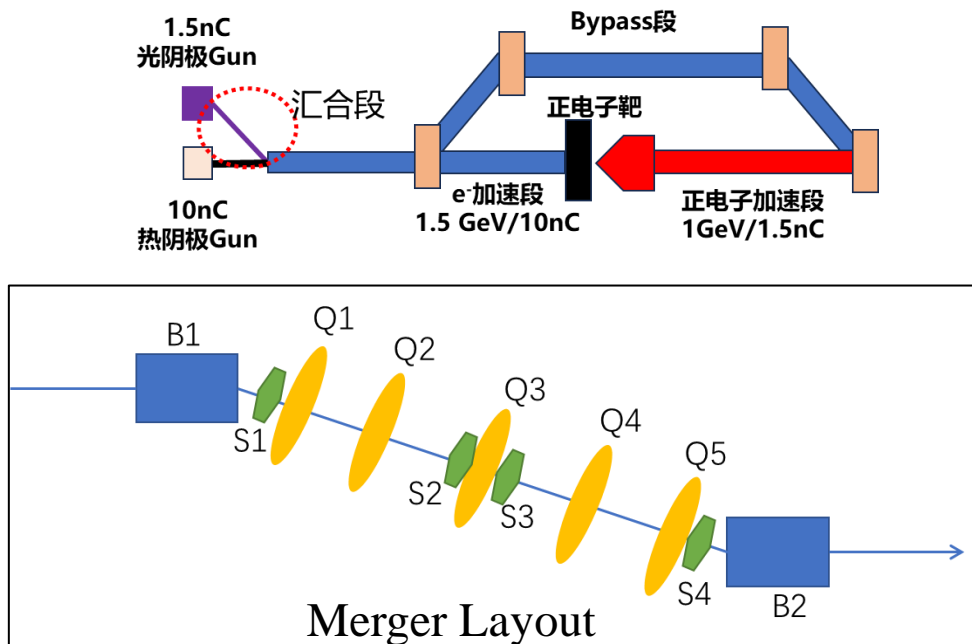 1.5nC
光阴极Gun
汇合段
10nC
热阴极Gun
Bypass段
正电子靶
e-加速段
1.5 GeV/10nC
正电子加速段
1GeV/1.5nC
B1
Q1
S1
Q2
Q3
S2
S3
Q4
Q5
S4
B2
Merger Layout